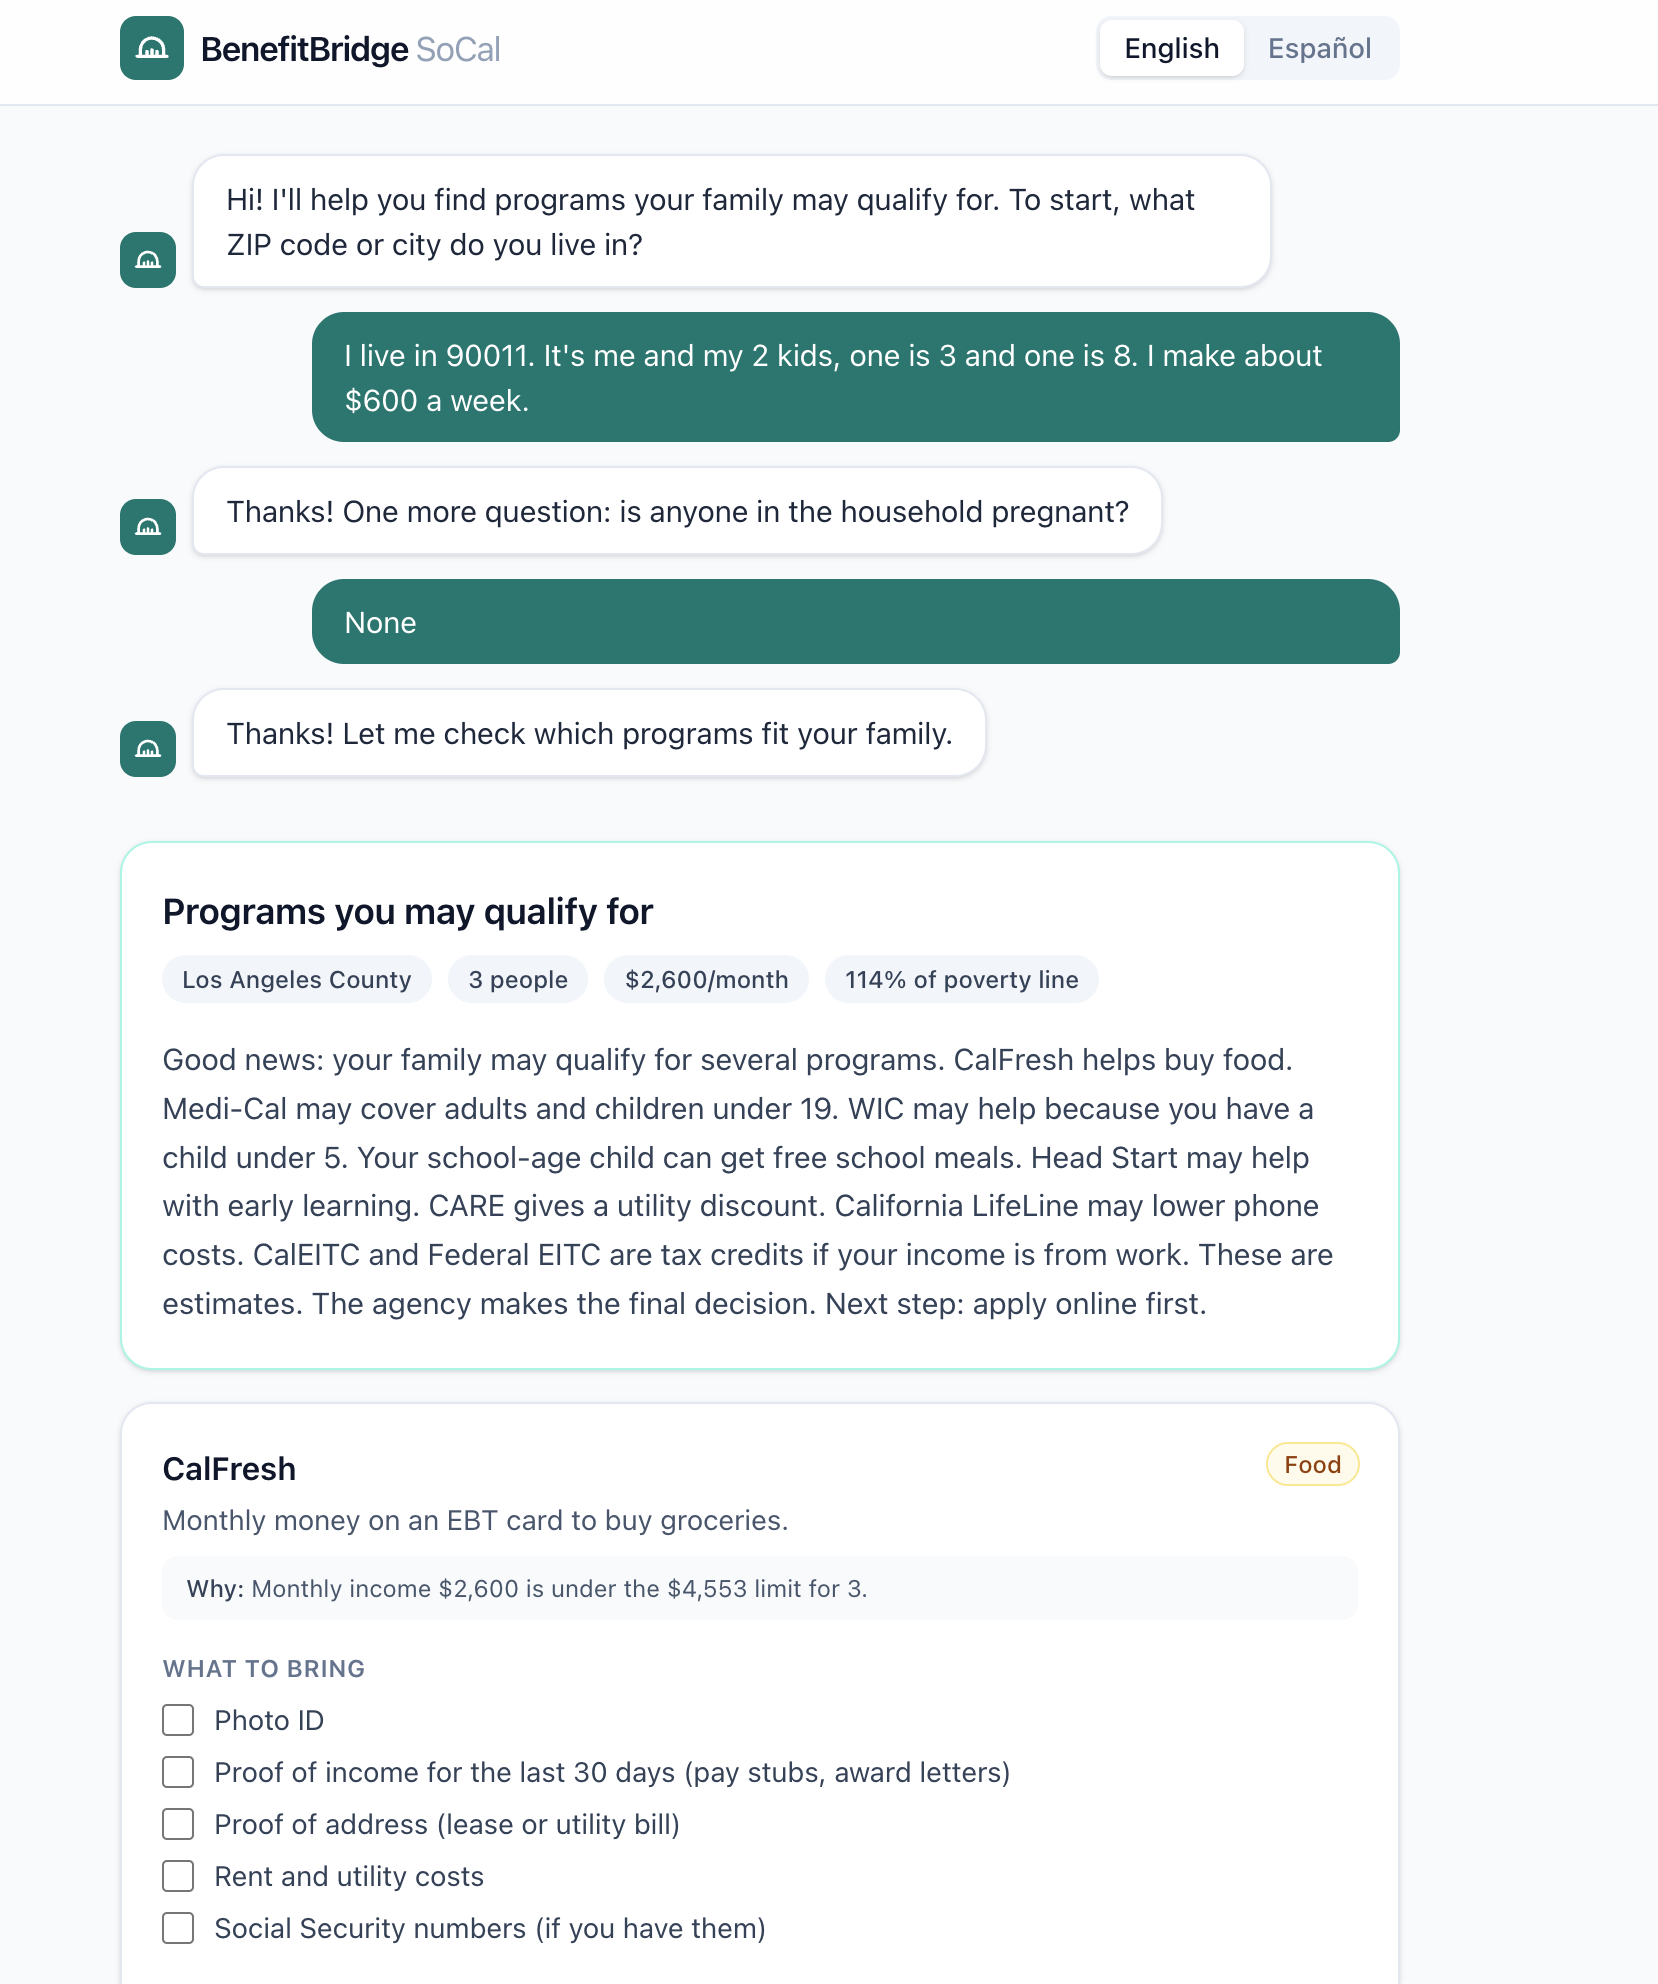 BenefitBridge SoCal
English Español
Hi! I'll help you find programs your family may qualify for. To start, what
ZIP code or city do you live in?
I live in 90011. It's me and my 2 kids, one is 3 and one is 8. I make about
$600 a week.
Thanks! One more question: is anyone in the household pregnant?
None
Thanks! Let me check which programs fit your family.
Programs you may qualify for
Los Angeles County 3 people $2,600/month 114% of poverty line
Good news: your family may qualify for several programs. CalFresh helps buy food.
Medi-Cal may cover adults and children under 19. WIC may help because you have a
child under 5. Your school-age child can get free school meals. Head Start may help
with early learning. CARE gives a utility discount. California LifeLine may lower phone
costs. CalEITC and Federal EITC are tax credits if your income is from work. These are
estimates. The agency makes the final decision. Next step: apply online first.
CalFresh
Food
Monthly money on an EBT card to buy groceries.
Why: Monthly income $2,600 is under the $4,553 limit for 3.
WHAT TO BRING
Photo ID
Proof of income for the last 30 days (pay stubs, award letters)
Proof of address (lease or utility bill)
Rent and utility costs
Social Security numbers (if you have them)